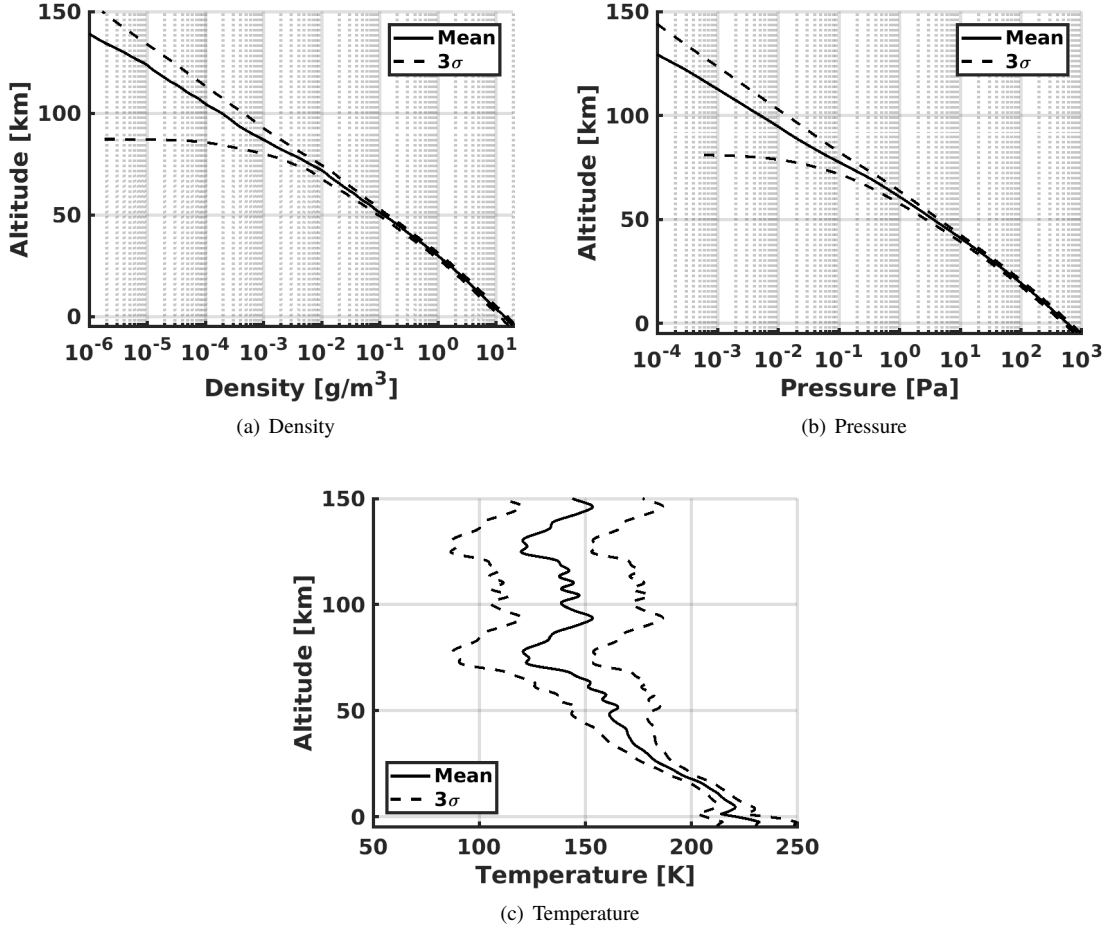 150
100
50
0
Altitude [km]
Mean
3σ
10^-6 10^-5 10^-4 10^-3 10^-2 10^-1 10^0 10^1
Density [g/m^3]
(a) Density
150
100
50
0
Altitude [km]
Mean
3σ
10^-4 10^-3 10^-2 10^-1 10^0 10^1 10^2 10^3
Pressure [Pa]
(b) Pressure
150
100
50
0
Altitude [km]
Mean
3σ
50 100 150 200 250
Temperature [K]
(c) Temperature